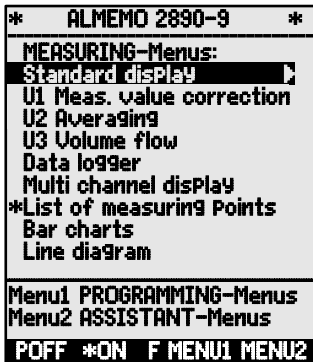 * ALMEMO 2890-9 *
MEASURING-Menus:
Standard display
U1 Meas. value correction
U2 Averaging
U3 Volume flow
Data logger
Multi channel display
*List of measuring points
Bar charts
Line diagram
Menu1 PROGRAMMING-Menus
Menu2 ASSISTANT-Menus
POFF *ON F MENU1 MENU2